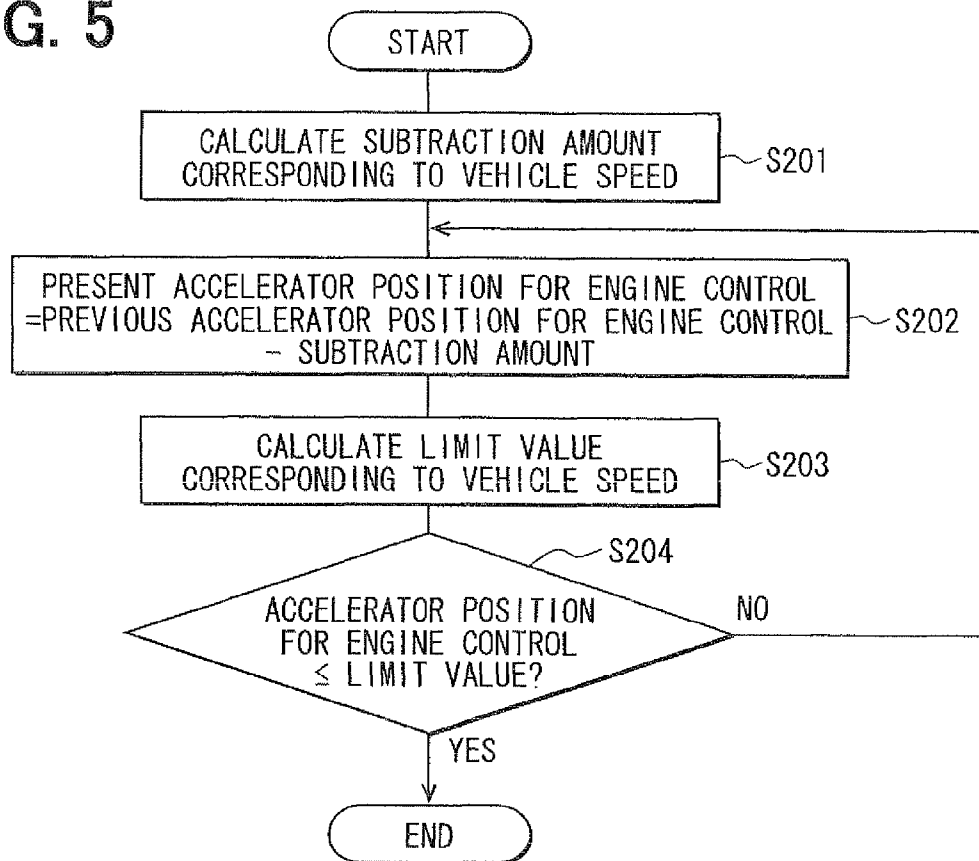 G. 5
START
CALCULATE SUBTRACTION AMOUNT
CORRESPONDING TO VEHICLE SPEED
S201
PRESENT ACCELERATOR POSITION FOR ENGINE CONTROL
=PREVIOUS ACCELERATOR POSITION FOR ENGINE CONTROL
- SUBTRACTION AMOUNT
S202
CALCULATE LIMIT VALUE
CORRESPONDING TO VEHICLE SPEED
S203
S204
ACCELERATOR POSITION
FOR ENGINE CONTROL
≦ LIMIT VALUE?
NO
YES
END